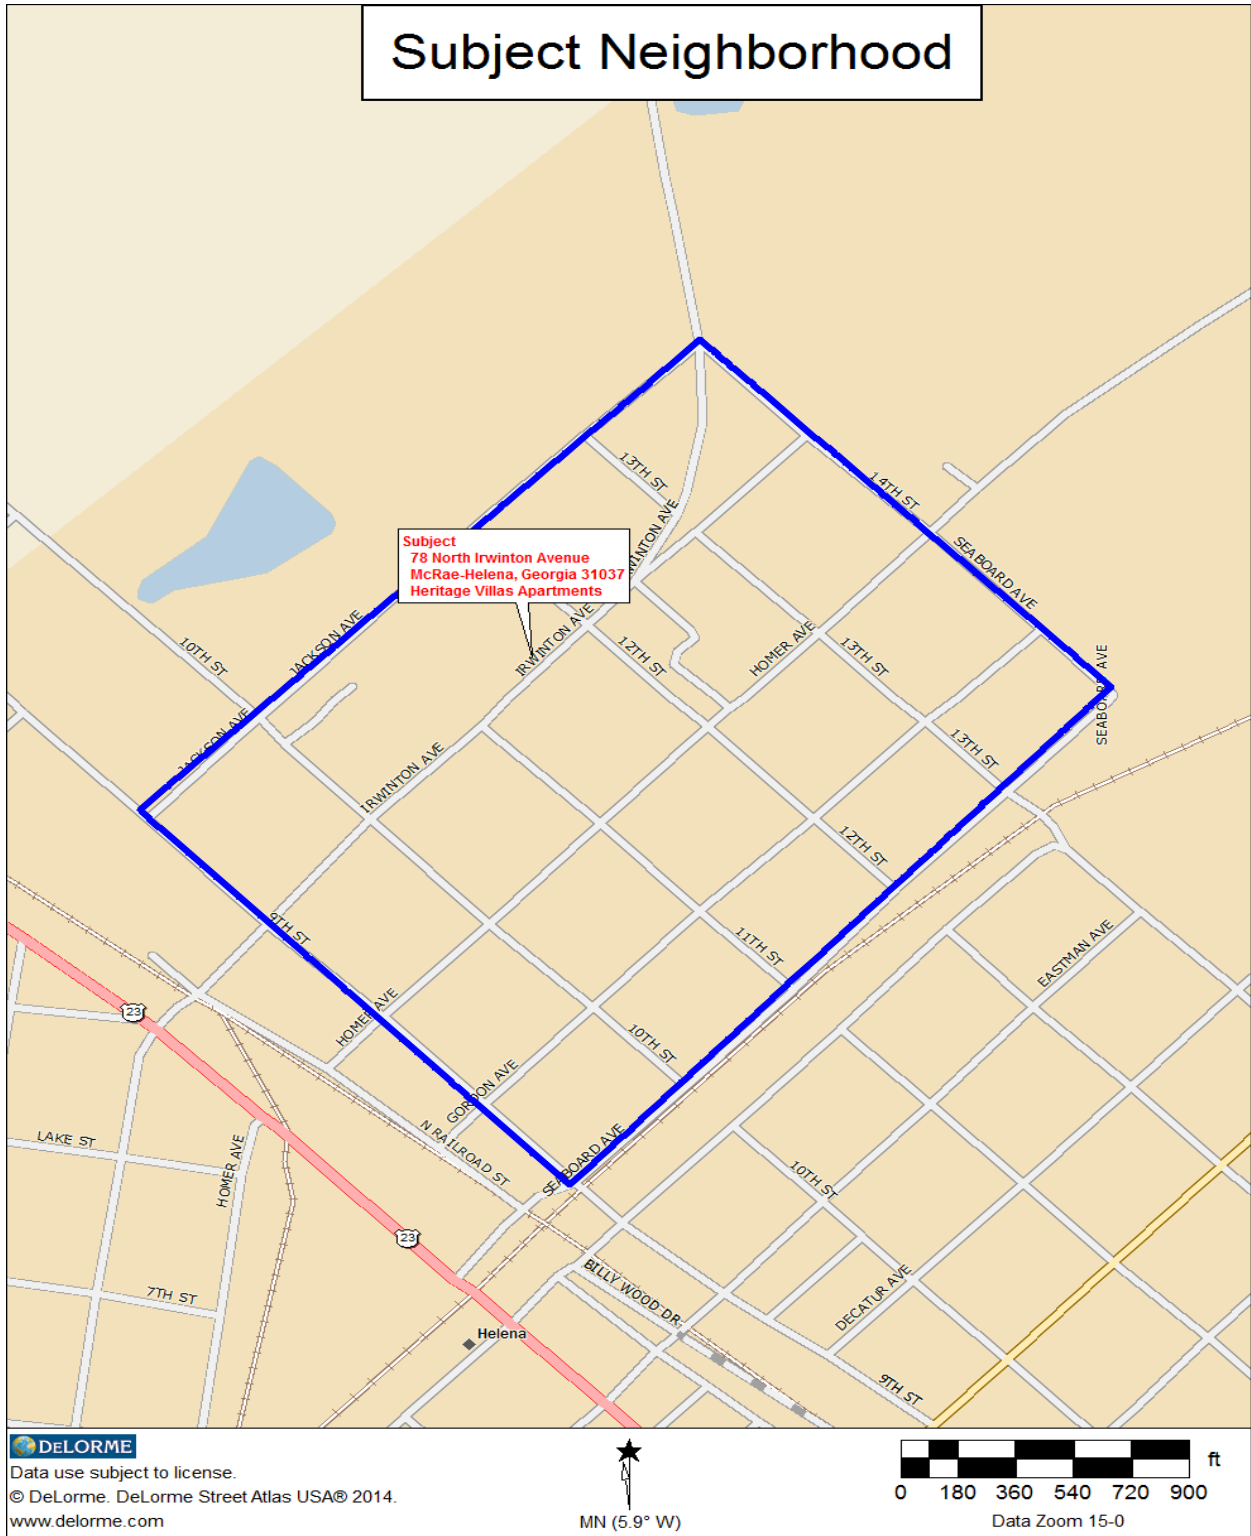 Subject Neighborhood
13TH ST
14TH ST
IRWINTON AVE
SEABOARD AVE
Subject
78 North Irwinton Avenue
McRae-Helena, Georgia 31037
Heritage Villas Apartments
JACKSON AVE
10TH ST
IRWINTON AVE
12TH ST
HOMER AVE
13TH ST
SEABOARD AVE
JACKSON AVE
13TH ST
IRWINTON AVE
12TH ST
9TH ST
11TH ST
EASTMAN AVE
23
HOMER AVE
10TH ST
GORDON AVE
N RAILROAD ST
SEABOARD AVE
LAKE ST
HOMER AVE
10TH ST
23
BILLY WOOD DR
7TH ST
DECATUR AVE
Helena
9TH ST
DELORME
Data use subject to license.
© DeLorme. DeLorme Street Atlas USA® 2014.
www.delorme.com
MN (5.9° W)
ft
0 180 360 540 720 900
Data Zoom 15-0